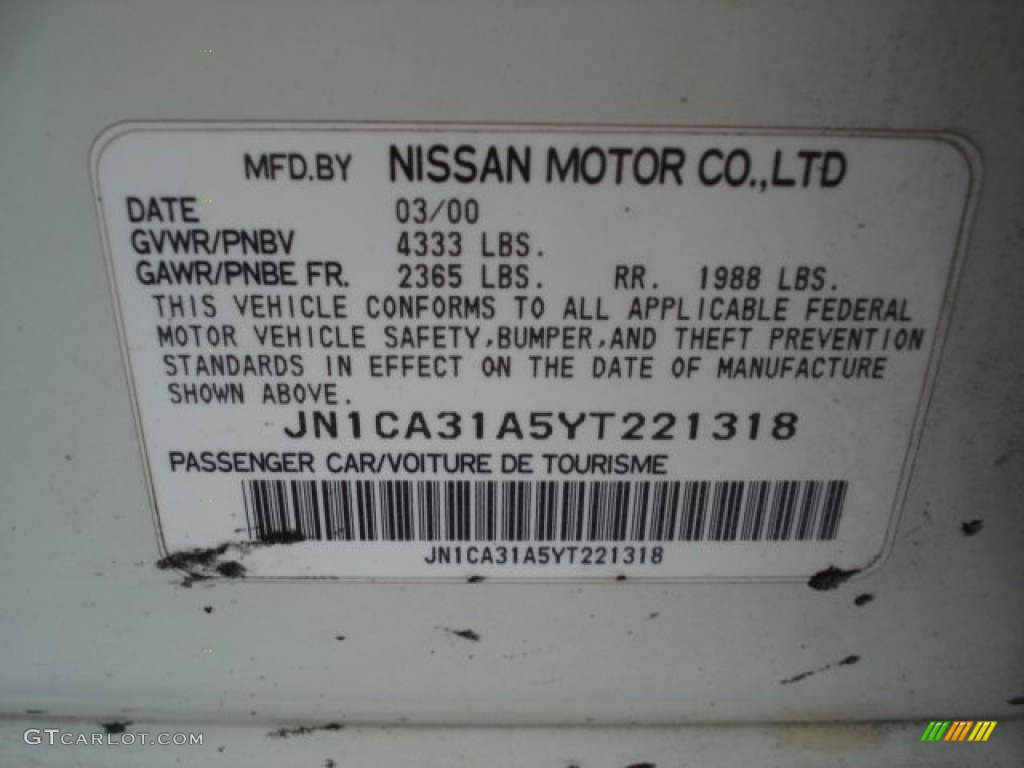 MFD.BY NISSAN MOTOR CO.,LTD
DATE 03/00
GVWR/PNBV 4333 LBS.
GAWR/PNBE FR. 2365 LBS. RR. 1988 LBS.
THIS VEHICLE CONFORMS TO ALL APPLICABLE FEDERAL
MOTOR VEHICLE SAFETY,BUMPER,AND THEFT PREVENTION
STANDARDS IN EFFECT ON THE DATE OF MANUFACTURE
SHOWN ABOVE.
JN1CA31A5YT221318
PASSENGER CAR/VOITURE DE TOURISME
JN1CA31A5YT221318
GTCARLOT.COM